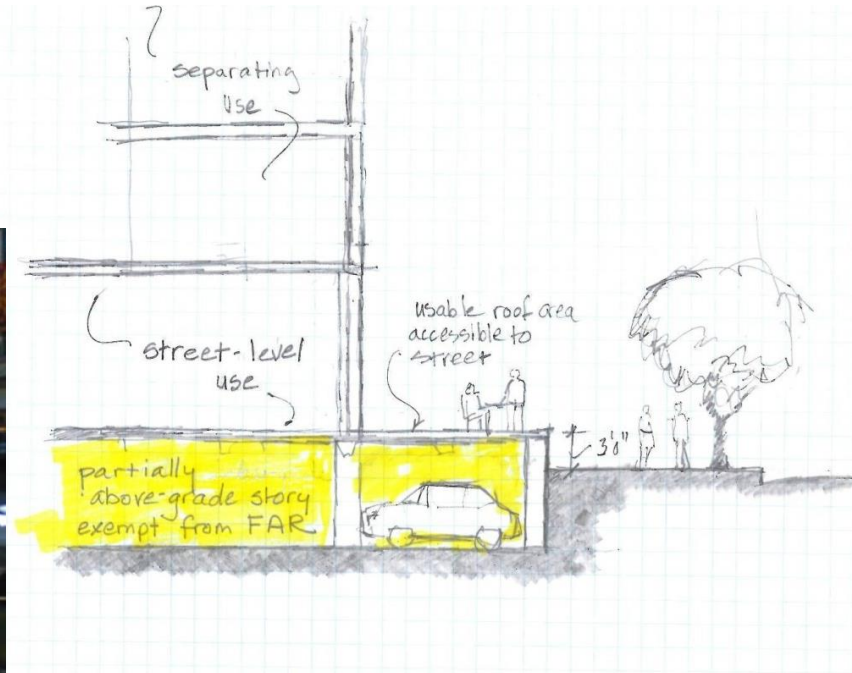 separating
use
street-level
use
usable roof area
accessible to
street
3'0"
partially
above-grade story
exempt from FAR